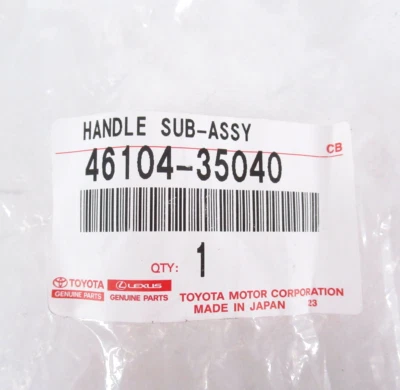 HANDLE SUB-ASSY
CB
46104-35040
QTY: 1
TOYOTA LEXUS
GENUINE PARTS GENUINE PARTS
TOYOTA MOTOR CORPORATION
MADE IN JAPAN 23